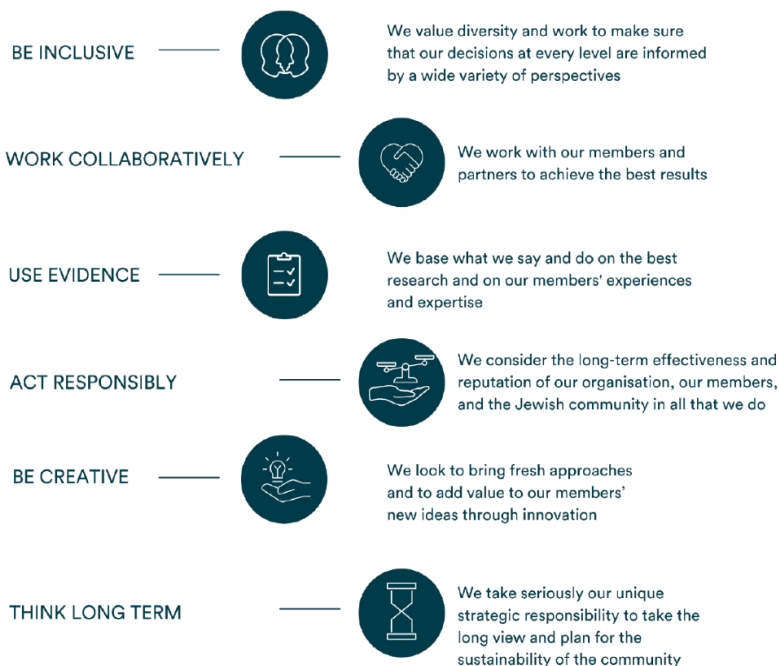 BE INCLUSIVE
We value diversity and work to make sure
that our decisions at every level are informed
by a wide variety of perspectives
WORK COLLABORATIVELY
We work with our members and
partners to achieve the best results
USE EVIDENCE
We base what we say and do on the best
research and on our members' experiences
and expertise
ACT RESPONSIBLY
We consider the long-term effectiveness and
reputation of our organisation, our members,
and the Jewish community in all that we do
BE CREATIVE
We look to bring fresh approaches
and to add value to our members’
new ideas through innovation
THINK LONG TERM
We take seriously our unique
strategic responsibility to take the
long view and plan for the
sustainability of the community